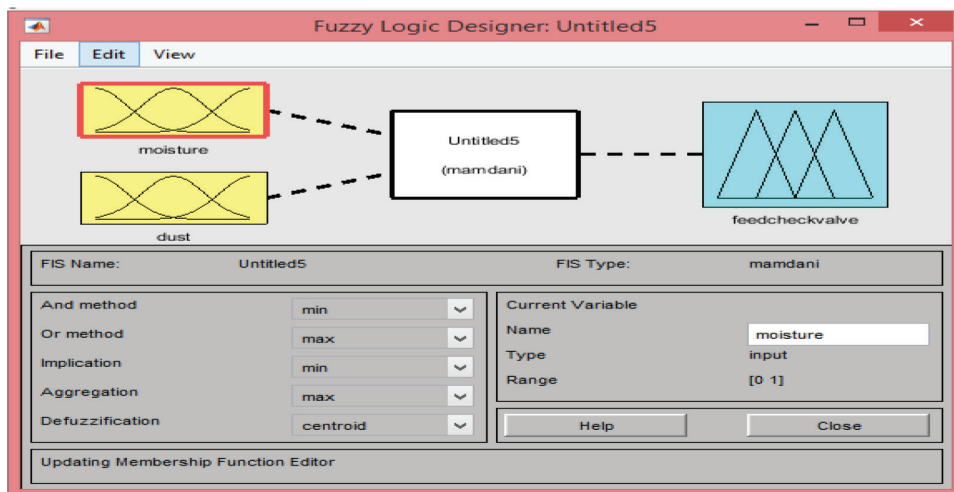 Fuzzy Logic Designer: Untitled5
File Edit View
moisture
dust
Untitled5
(mamdani)
feedcheckvalve
FIS Name: Untitled5 FIS Type: mamdani
And method min
Or method max
Implication min
Aggregation max
Defuzzification centroid
Current Variable
Name moisture
Type input
Range [0 1]
Help Close
Updating Membership Function Editor